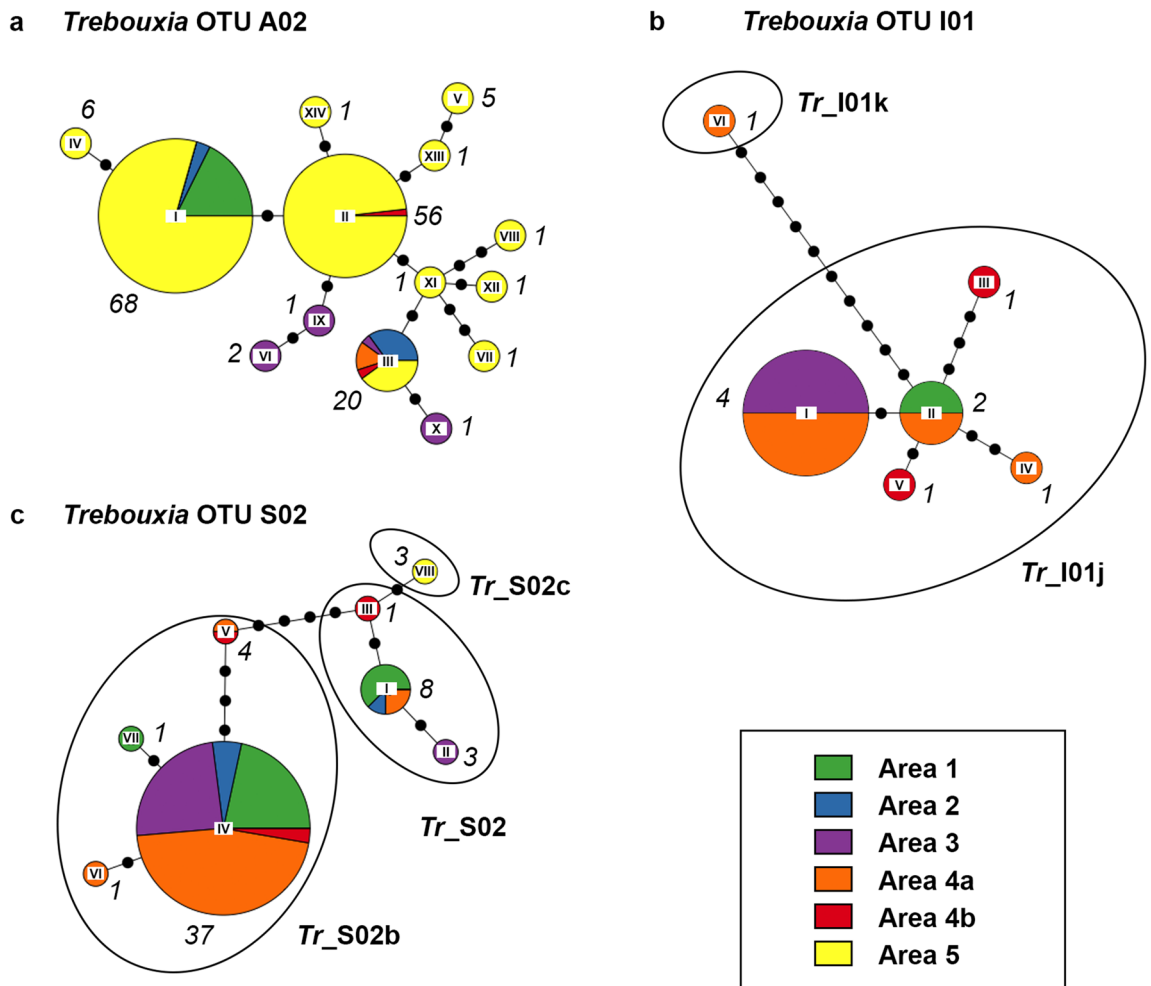 a Trebouxia OTU A02
6
IV
I
68
XIV
1
V
5
XIII
1
II
56
VIII
1
1
XI
XII
1
VII
1
1
IX
2
VI
III
20
X
1
b Trebouxia OTU I01
VI
1
Tr_I01k
III
1
4
I
II
2
V
1
IV
1
Tr_I01j
c Trebouxia OTU S02
3
VIII
Tr_S02c
III
1
V
4
I
8
II
3
Tr_S02
VII
1
IV
VI
1
37
Tr_S02b
Area 1
Area 2
Area 3
Area 4a
Area 4b
Area 5